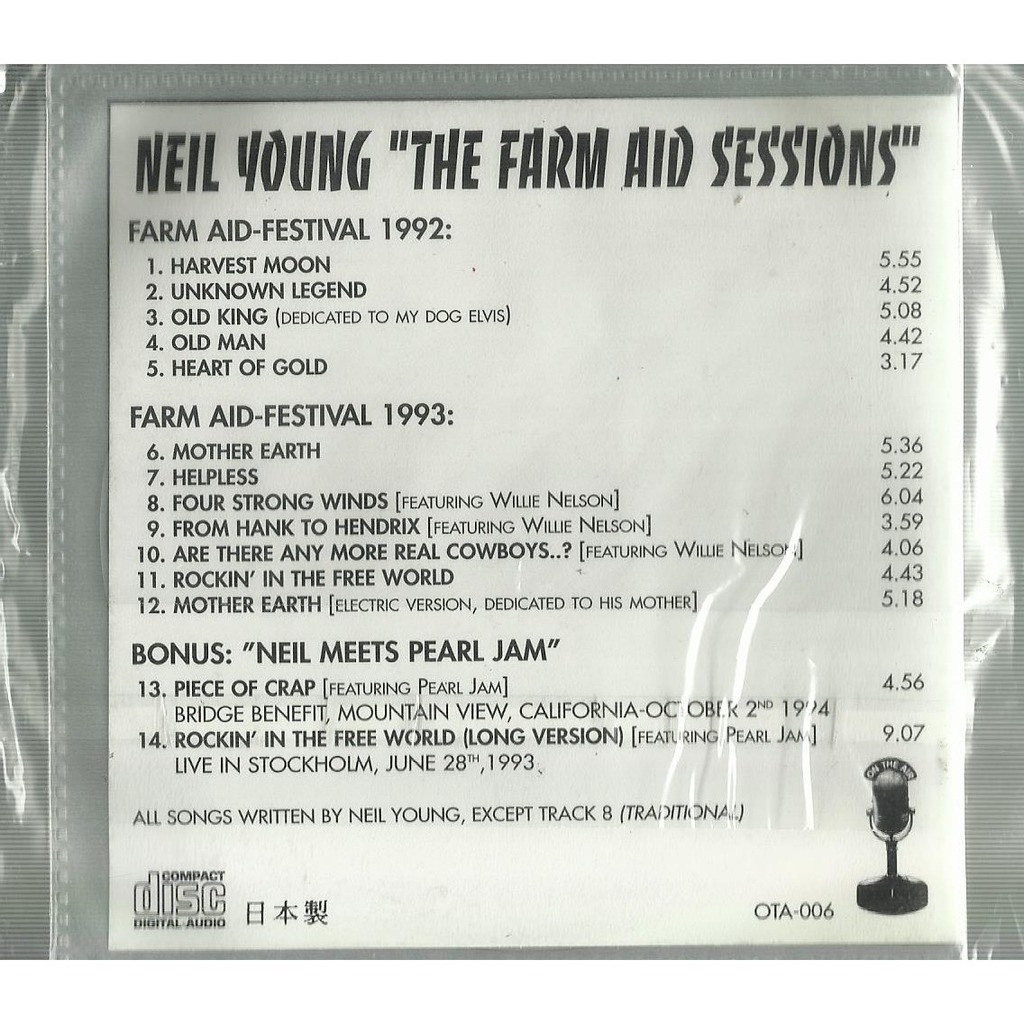 NEIL YOUNG "THE FARM AID SESSIONS"
FARM AID-FESTIVAL 1992:
1. HARVEST MOON 5.55
2. UNKNOWN LEGEND 4.52
3. OLD KING (DEDICATED TO MY DOG ELVIS) 5.08
4. OLD MAN 4.42
5. HEART OF GOLD 3.17
FARM AID-FESTIVAL 1993:
6. MOTHER EARTH 5.36
7. HELPLESS 5.22
8. FOUR STRONG WINDS [FEATURING WILLIE NELSON] 6.04
9. FROM HANK TO HENDRIX [FEATURING WILLIE NELSON] 3.59
10. ARE THERE ANY MORE REAL COWBOYS..? [FEATURING WILLIE NELSON] 4.06
11. ROCKIN' IN THE FREE WORLD 4.43
12. MOTHER EARTH [ELECTRIC VERSION, DEDICATED TO HIS MOTHER] 5.18
BONUS: "NEIL MEETS PEARL JAM"
13. PIECE OF CRAP [FEATURING PEARL JAM] 4.56
BRIDGE BENEFIT, MOUNTAIN VIEW, CALIFORNIA-OCTOBER 2ND 1994
14. ROCKIN' IN THE FREE WORLD (LONG VERSION) [FEATURING PEARL JAM] 9.07
LIVE IN STOCKHOLM, JUNE 28TH,1993
ON THE AIR
ALL SONGS WRITTEN BY NEIL YOUNG, EXCEPT TRACK 8 (TRADITIONAL)
COMPACT
disc
DIGITAL AUDIO
日本製
OTA-006